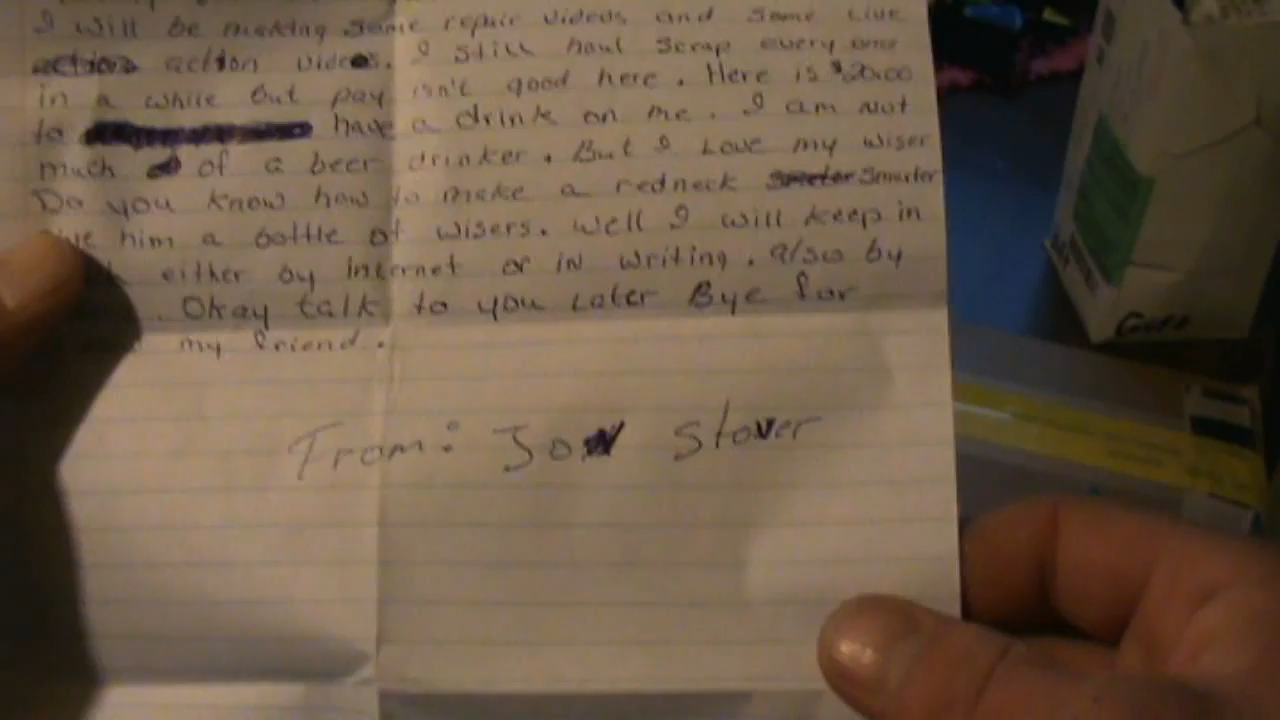 I will be making some repair videos and some live
action action videos. I still haul scrap every one
in a while but pay isn't good here. Here is $20.00
to have a drink on me. I am Not
much of a beer drinker. But I Love my wiser
Do you know how to make a redneck Smarter
him a bottle of wisers. Well I will keep in
either by internet or in writing. also by
. Okay talk to you Later Bye for
my friend.
From: Stover